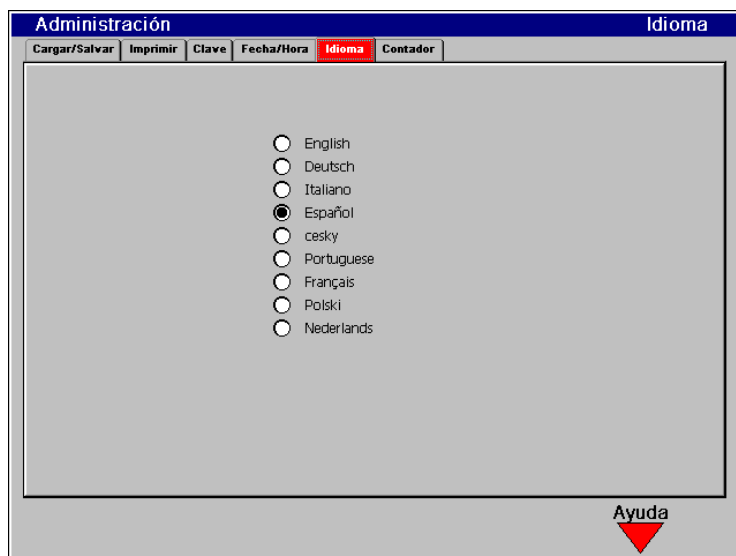 Administración Idioma
Cargar/Salvar Imprimir Clave Fecha/Hora Idioma Contador
English
Deutsch
Italiano
Español
cesky
Portuguese
Français
Polski
Nederlands
Ayuda